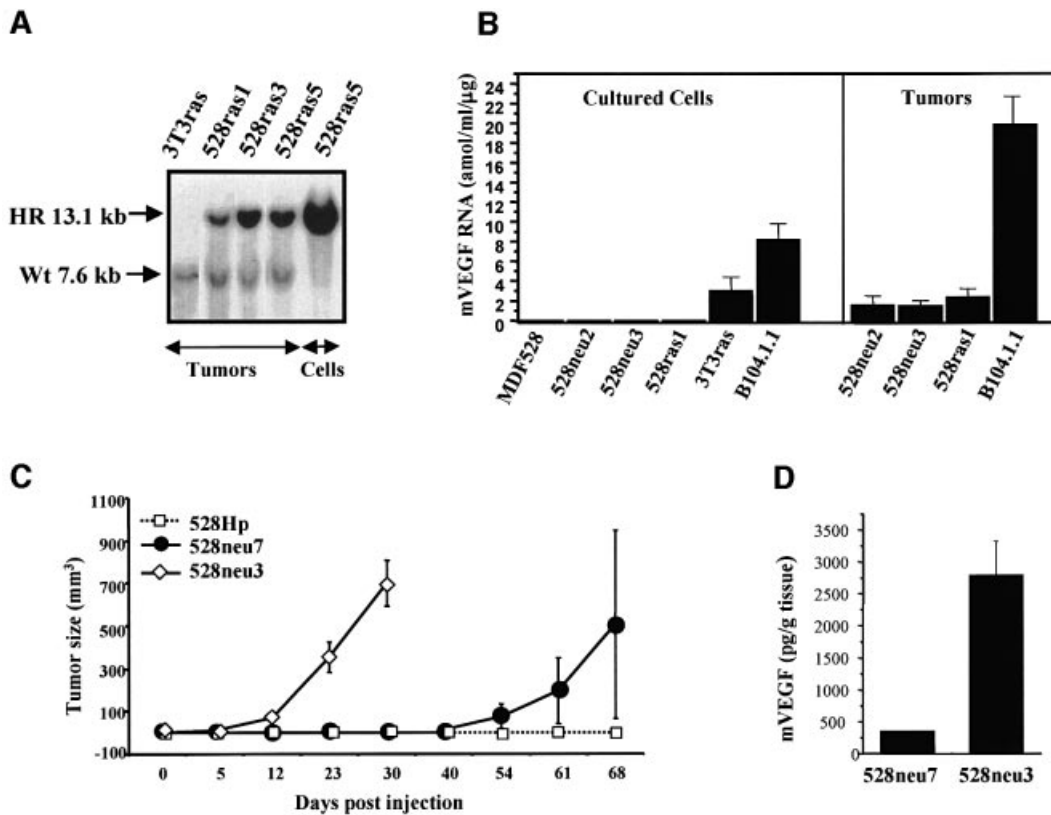 A
3T3ras
528ras1
528ras3
528ras5
528ras5
HR 13.1 kb
Wt 7.6 kb
Tumors
Cells
B
mVEGF RNA (amol/ml/µg)
24
22
20
18
16
14
12
10
8
6
4
2
0
Cultured Cells
Tumors
MDF528
528neu2
528neu3
528ras1
3T3ras
B104.1.1
528neu2
528neu3
528ras1
B104.1.1
C
Tumor size (mm³)
1100
900
700
500
300
100
-100
528Hp
528neu7
528neu3
0 5 12 23 30 40 54 61 68
Days post injection
D
mVEGF (pg/g tissue)
3500
3000
2500
2000
1500
1000
500
0
528neu7 528neu3